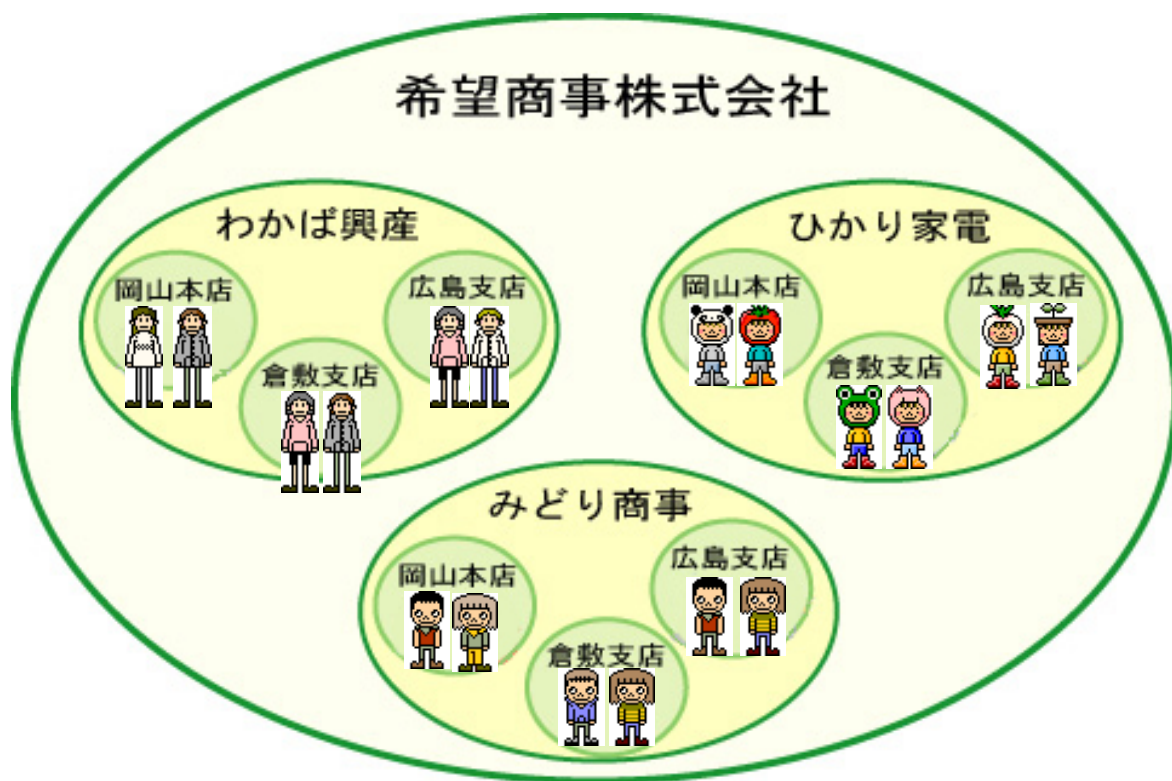 希望商事株式会社
わかば興産
岡山本店
広島支店
倉敷支店
ひかり家電
岡山本店
広島支店
倉敷支店
みどり商事
岡山本店
広島支店
倉敷支店